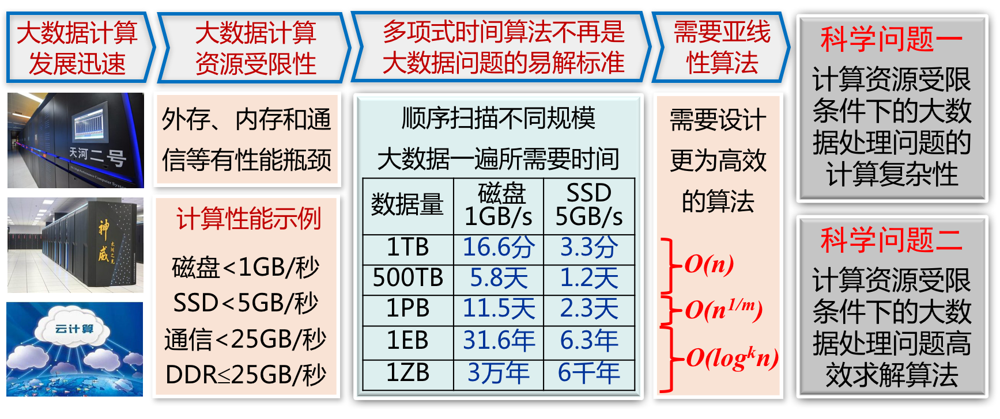 大数据计算
发展迅速
大数据计算
资源受限性
多项式时间算法不再是
大数据问题的易解标准
需要亚线
性算法
天河二号
神威
太湖之光
云计算
外存、内存和通
信等有性能瓶颈
计算性能示例
磁盘<1GB/秒
SSD<5GB/秒
通信<25GB/秒
DDR≤25GB/秒
顺序扫描不同规模
大数据一遍所需要时间
数据量 磁盘 1GB/s SSD 5GB/s
1TB 16.6分 3.3分
500TB 5.8天 1.2天
1PB 11.5天 2.3天
1EB 31.6年 6.3年
1ZB 3万年 6千年
需要设计
更为高效
的算法
O(n)
O(n^1/m)
O(log^k n)
科学问题一
计算资源受限
条件下的大数
据处理问题的
计算复杂性
科学问题二
计算资源受限
条件下的大数
据处理问题高
效求解算法